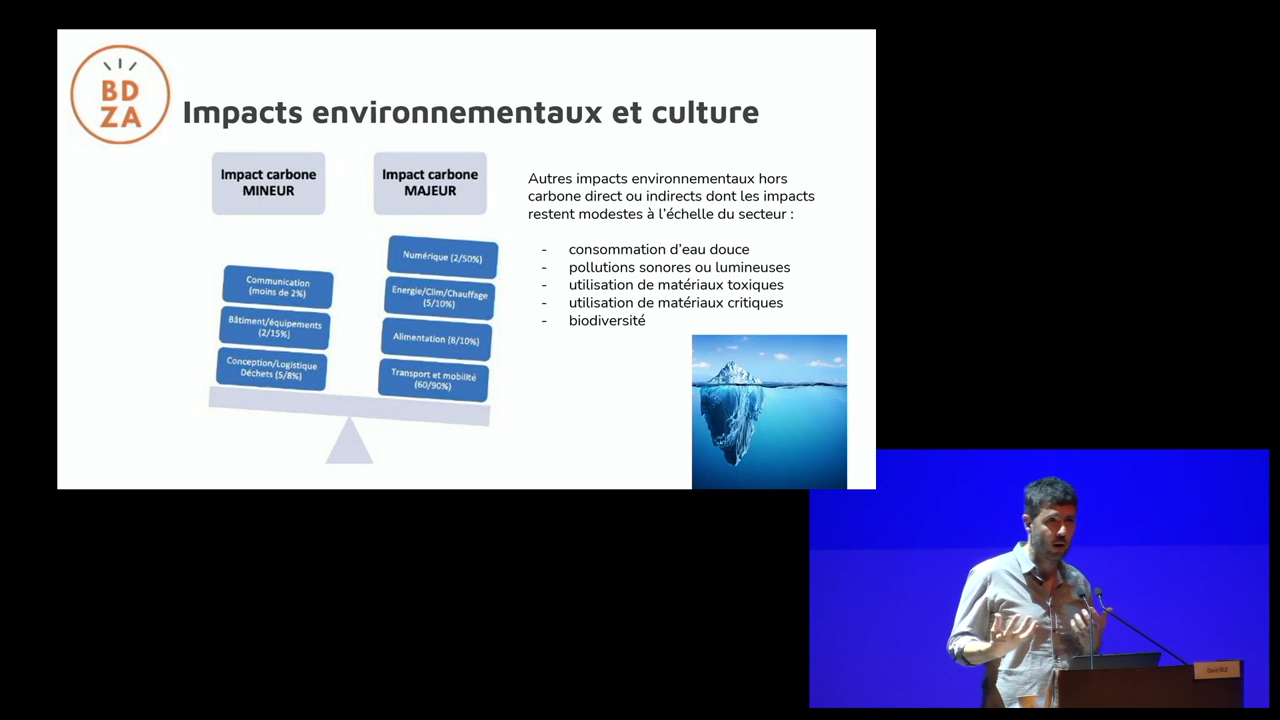 BD
ZA
Impacts environnementaux et culture
Impact carbone
MINEUR
Impact carbone
MAJEUR
Communication
(moins de 2%)
Bâtiment/équipements
(2/15%)
Conception/Logistique
Déchets (5/8%)
Numérique (2/50%)
Energie/Clim/Chauffage
(5/10%)
Alimentation (8/10%)
Transport et mobilité
(60/90%)
Autres impacts environnementaux hors
carbone direct ou indirects dont les impacts
restent modestes à l'échelle du secteur :
- consommation d'eau douce
- pollutions sonores ou lumineuses
- utilisation de matériaux toxiques
- utilisation de matériaux critiques
- biodiversité
David